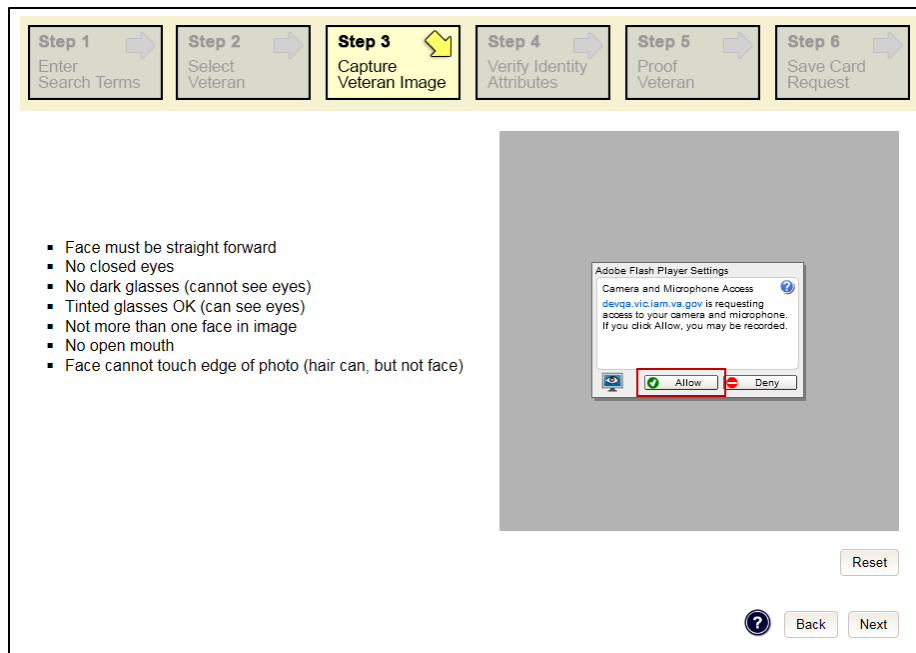 Step 1
Enter
Search Terms
Step 2
Select
Veteran
Step 3
Capture
Veteran Image
Step 4
Verify Identity
Attributes
Step 5
Proof
Veteran
Step 6
Save Card
Request
▪ Face must be straight forward
▪ No closed eyes
▪ No dark glasses (cannot see eyes)
▪ Tinted glasses OK (can see eyes)
▪ Not more than one face in image
▪ No open mouth
▪ Face cannot touch edge of photo (hair can, but not face)
Adobe Flash Player Settings
Camera and Microphone Access
?
devqa.vic.iam.va.gov is requesting
access to your camera and microphone.
If you click Allow, you may be recorded.
Allow
Deny
Reset
?
Back
Next